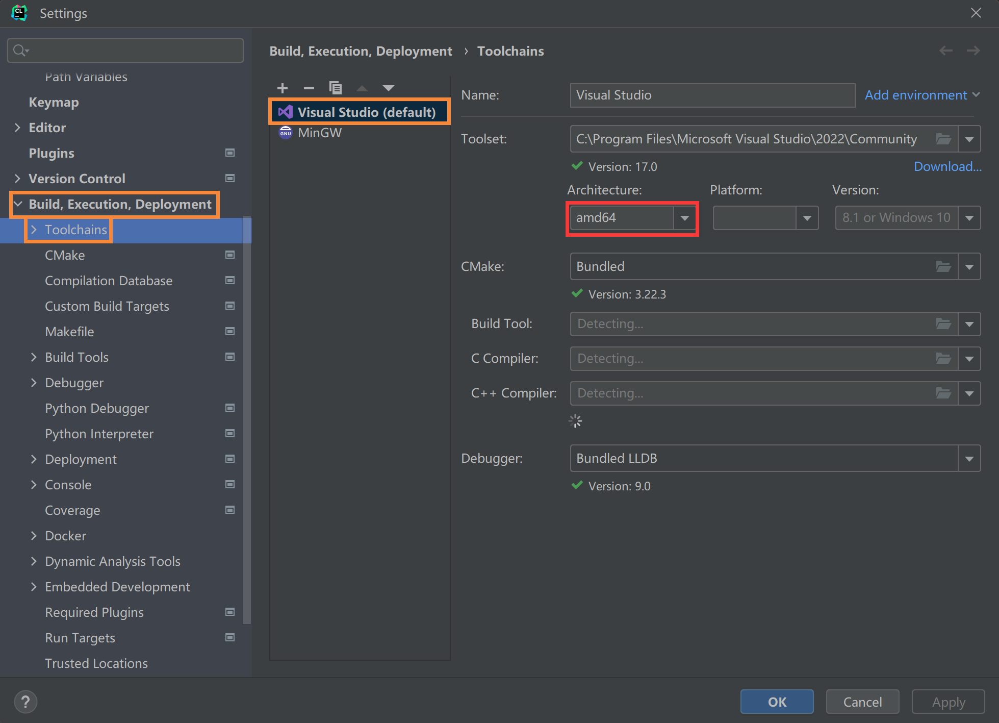 CL
Settings
Path Variables
Keymap
Editor
Plugins
Version Control
Build, Execution, Deployment
Toolchains
CMake
Compilation Database
Custom Build Targets
Makefile
Build Tools
Debugger
Python Debugger
Python Interpreter
Deployment
Console
Coverage
Docker
Dynamic Analysis Tools
Embedded Development
Required Plugins
Run Targets
Trusted Locations
Build, Execution, Deployment › Toolchains
Visual Studio (default)
GNU MinGW
Name: Visual Studio Add environment
Toolset: C:\Program Files\Microsoft Visual Studio\2022\Community
Version: 17.0 Download...
Architecture: Platform: Version:
amd64 8.1 or Windows 10
CMake: Bundled
Version: 3.22.3
Build Tool: Detecting...
C Compiler: Detecting...
C++ Compiler: Detecting...
Debugger: Bundled LLDB
Version: 9.0
? OK Cancel Apply